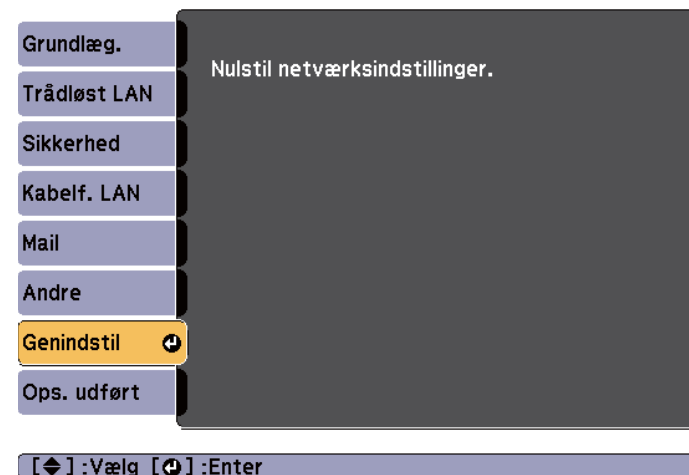 Grundlæg.
Nulstil netværksindstillinger.
Trådløst LAN
Sikkerhed
Kabelf. LAN
Mail
Andre
Genindstil
Ops. udført
[◆]:Vælg [↵]:Enter